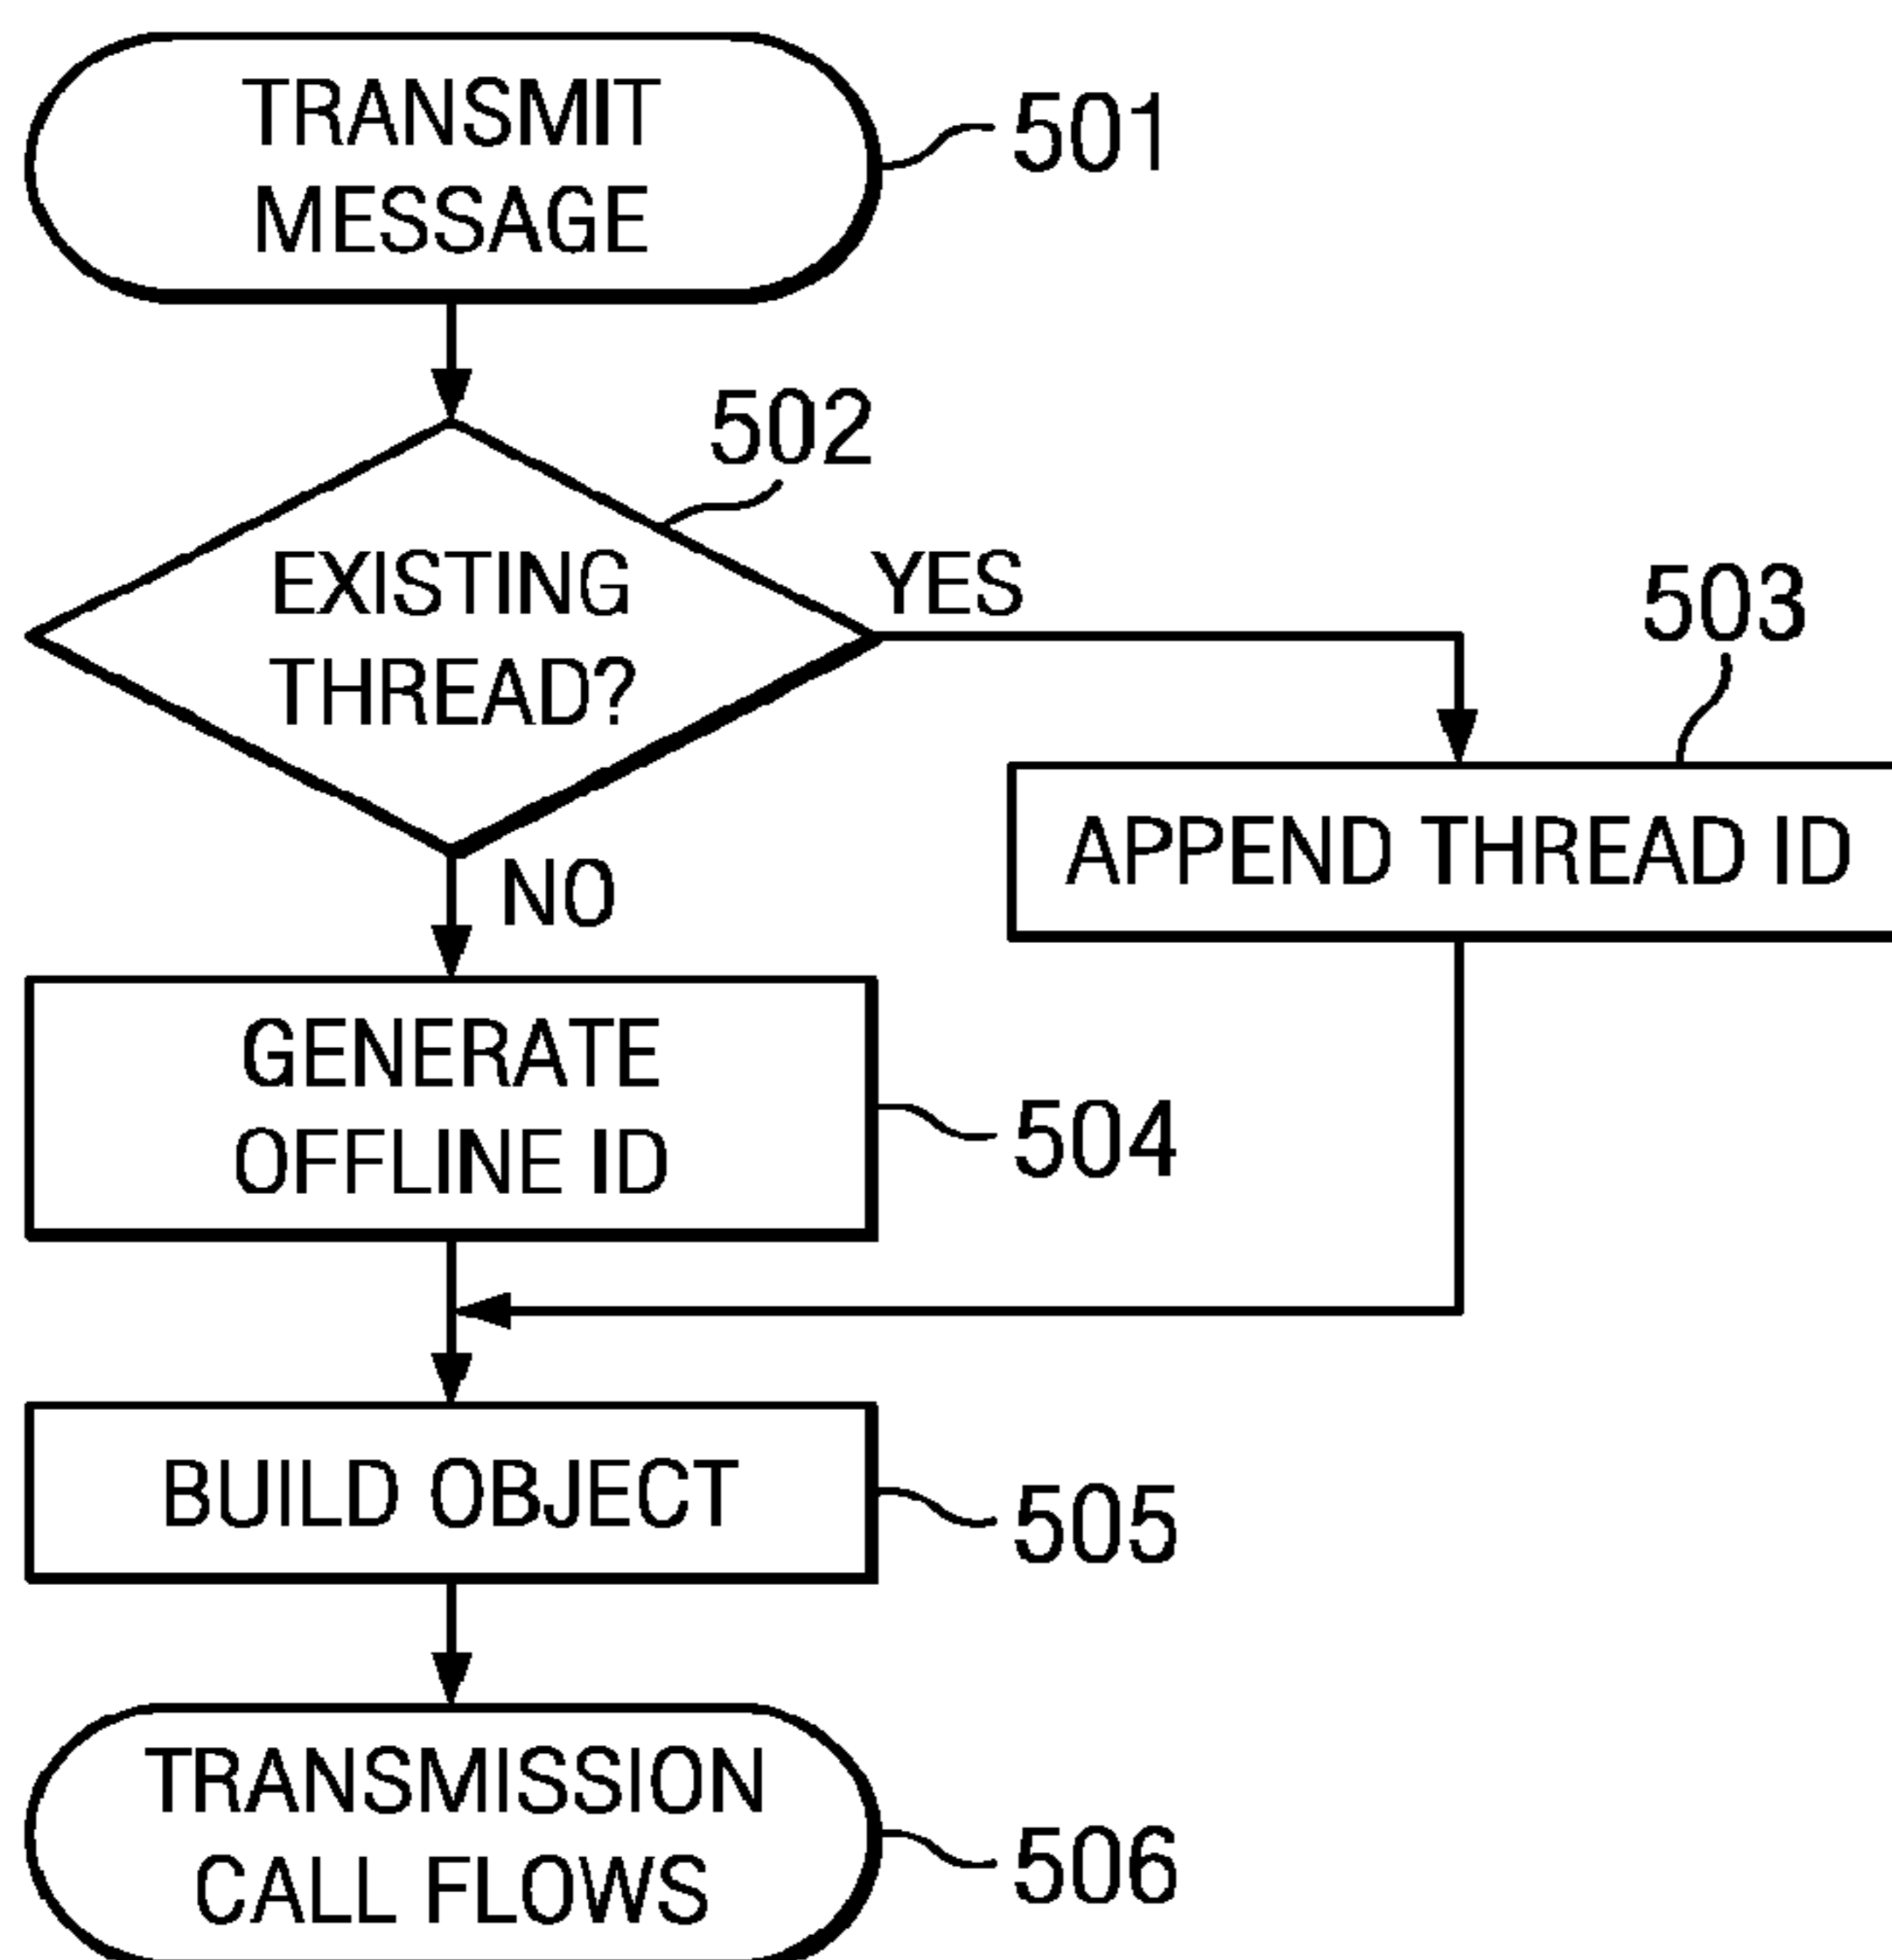 TRANSMIT
MESSAGE
501
502
EXISTING
THREAD?
YES
503
APPEND THREAD ID
NO
GENERATE
OFFLINE ID
504
BUILD OBJECT
505
TRANSMISSION
CALL FLOWS
506